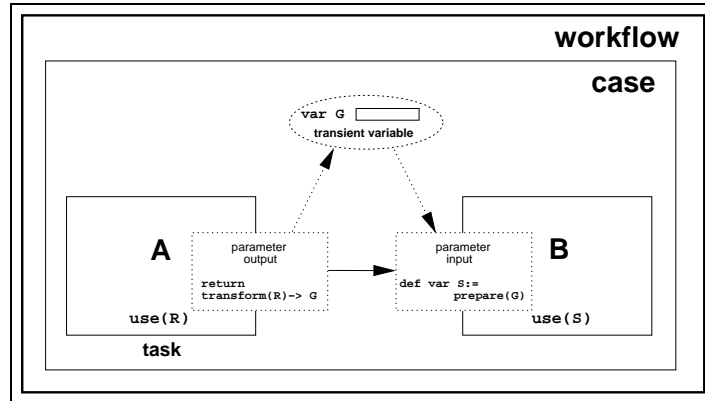 workflow
case
var G
transient variable
A
parameter
output
return
transform(R)-> G
use(R)
task
parameter
input
def var S:=
prepare(G)
B
use(S)